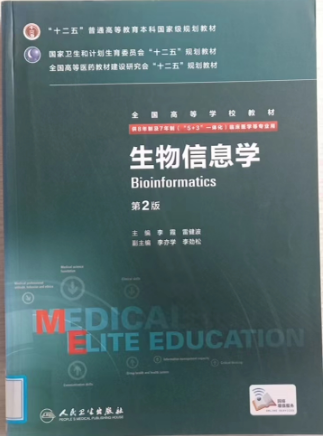 "十二五"普通高等教育本科国家级规划教材
国家卫生和计划生育委员会"十二五"规划教材
全国高等医药教材建设研究会"十二五"规划教材
全国高等学校教材
供8年制及7年制（"5+3"一体化）临床医学等专业用
生物信息学
Bioinformatics
第2版
主编 李霞 雷健波
副主编 李亦学 李劲松
MEDICAL
ELITE EDUCATION
人民卫生出版社